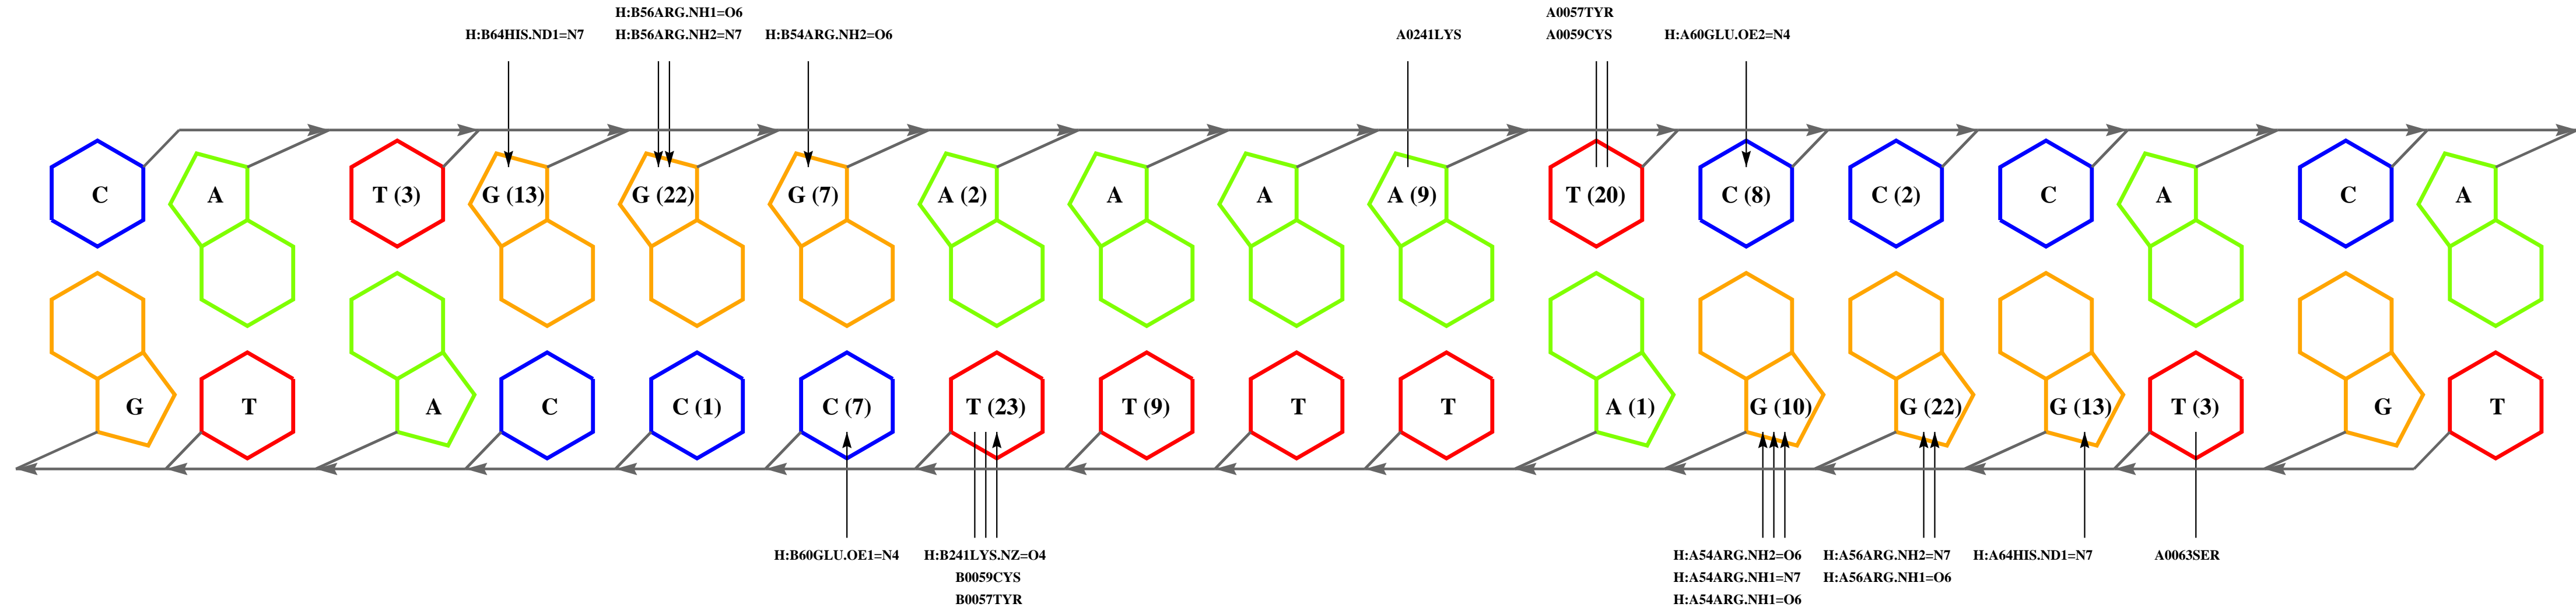 H:B56ARG.NH1=O6 A0057TYR
H:B64HIS.ND1=N7 H:B56ARG.NH2=N7 H:B54ARG.NH2=O6 A0241LYS A0059CYS H:A60GLU.OE2=N4
C A T (3) G (13) G (22) G (7) A (2) A A A (9) T (20) C (8) C (2) C A C A
G T A C C (1) C (7) T (23) T (9) T T A (1) G (10) G (22) G (13) T (3) G T
H:B60GLU.OE1=N4 H:B241LYS.NZ=O4 H:A54ARG.NH2=O6 H:A56ARG.NH2=N7 H:A64HIS.ND1=N7 A0063SER
B0059CYS H:A54ARG.NH1=N7 H:A56ARG.NH1=O6
B0057TYR H:A54ARG.NH1=O6